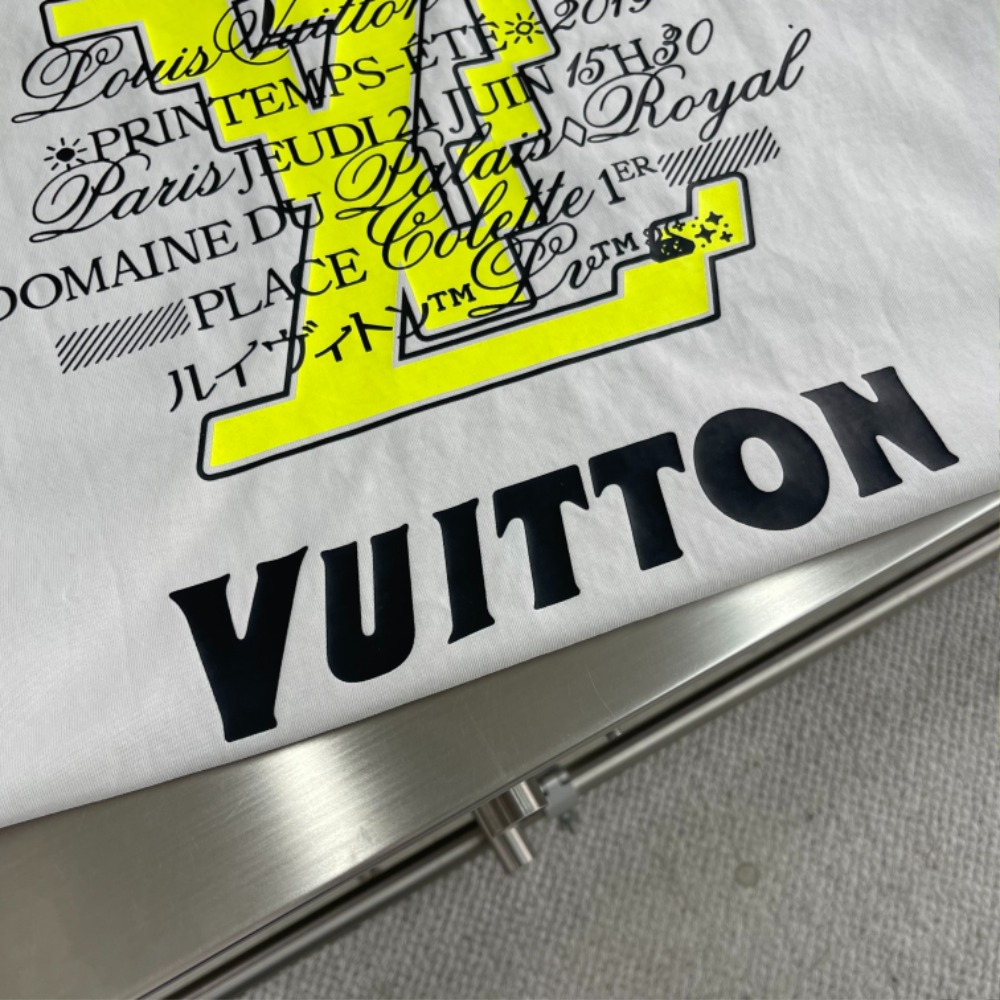 Louis Vuitton
PRINTEMPS-ÉTÉ 2019
Paris JEUDI 21 JUIN 15H30
DOMAINE DU Palais Royal
PLACE Colette 1ER
ルイヴィトン™ Lv™
VUITTON